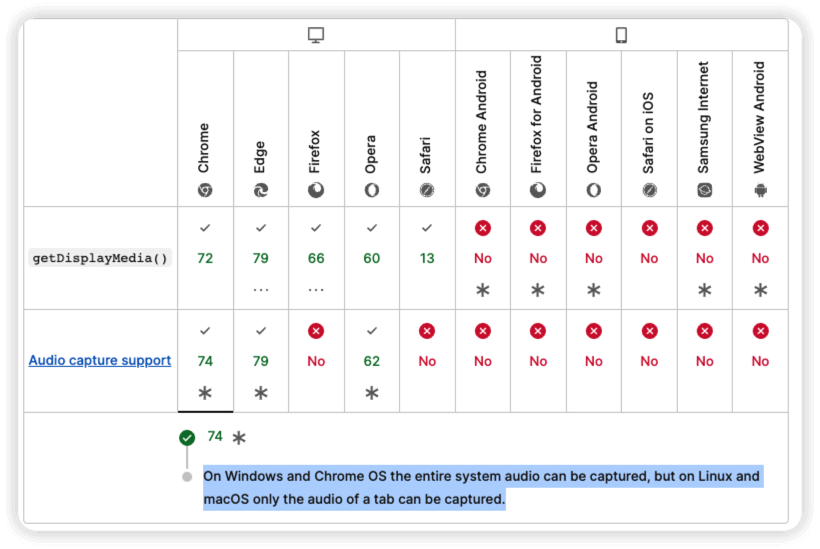 Chrome
Edge
Firefox
Opera
Safari
Chrome Android
Firefox for Android
Opera Android
Safari on iOS
Samsung Internet
WebView Android
getDisplayMedia() 72 79 66 60 13 No No No No No No
… …
* * * * *
Audio capture support 74 79 No 62 No No No No No No No
* * *
74 *
On Windows and Chrome OS the entire system audio can be captured, but on Linux and
macOS only the audio of a tab can be captured.